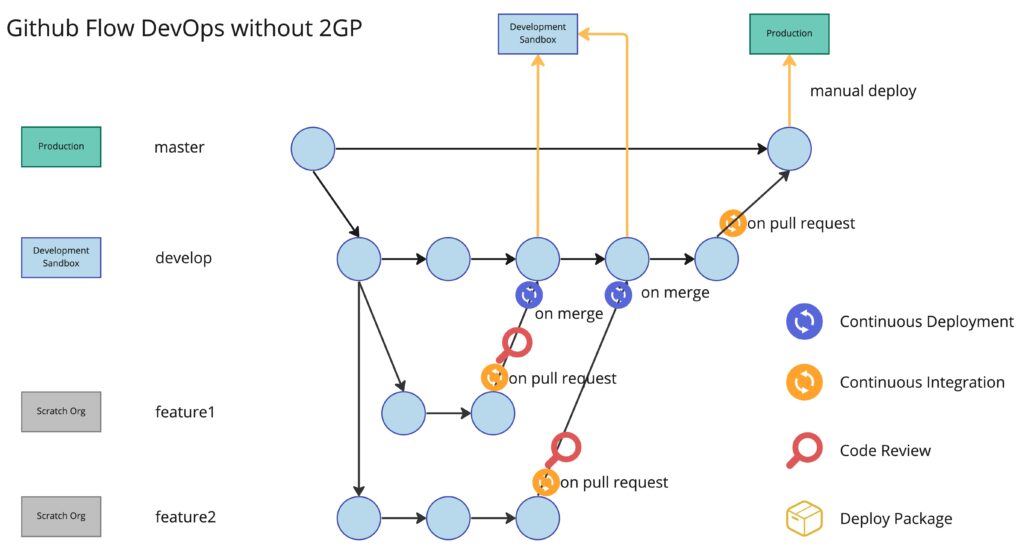 Github Flow DevOps without 2GP
Development
Sandbox
Production
manual deploy
Production
master
on pull request
Development
Sandbox
develop
on merge
on merge
Continuous Deployment
on pull request
Continuous Integration
Scratch Org
feature1
Code Review
on pull request
Scratch Org
feature2
Deploy Package